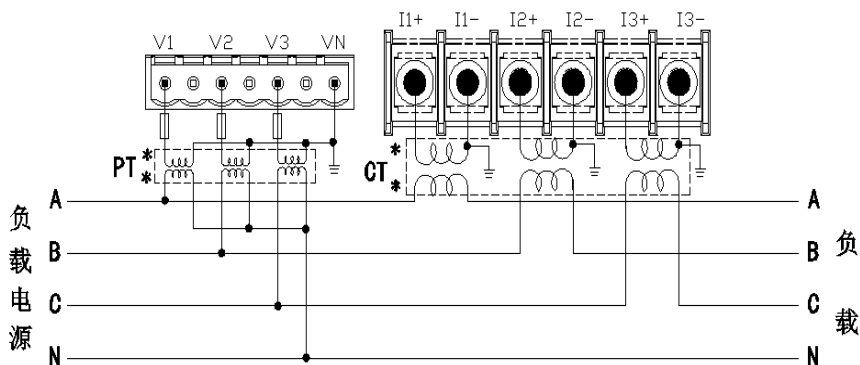 I1+ I1- I2+ I2- I3+ I3-
V1 V2 V3 VN
PT * *
CT * *
负载电源
A A
B B
C C
N N
负载